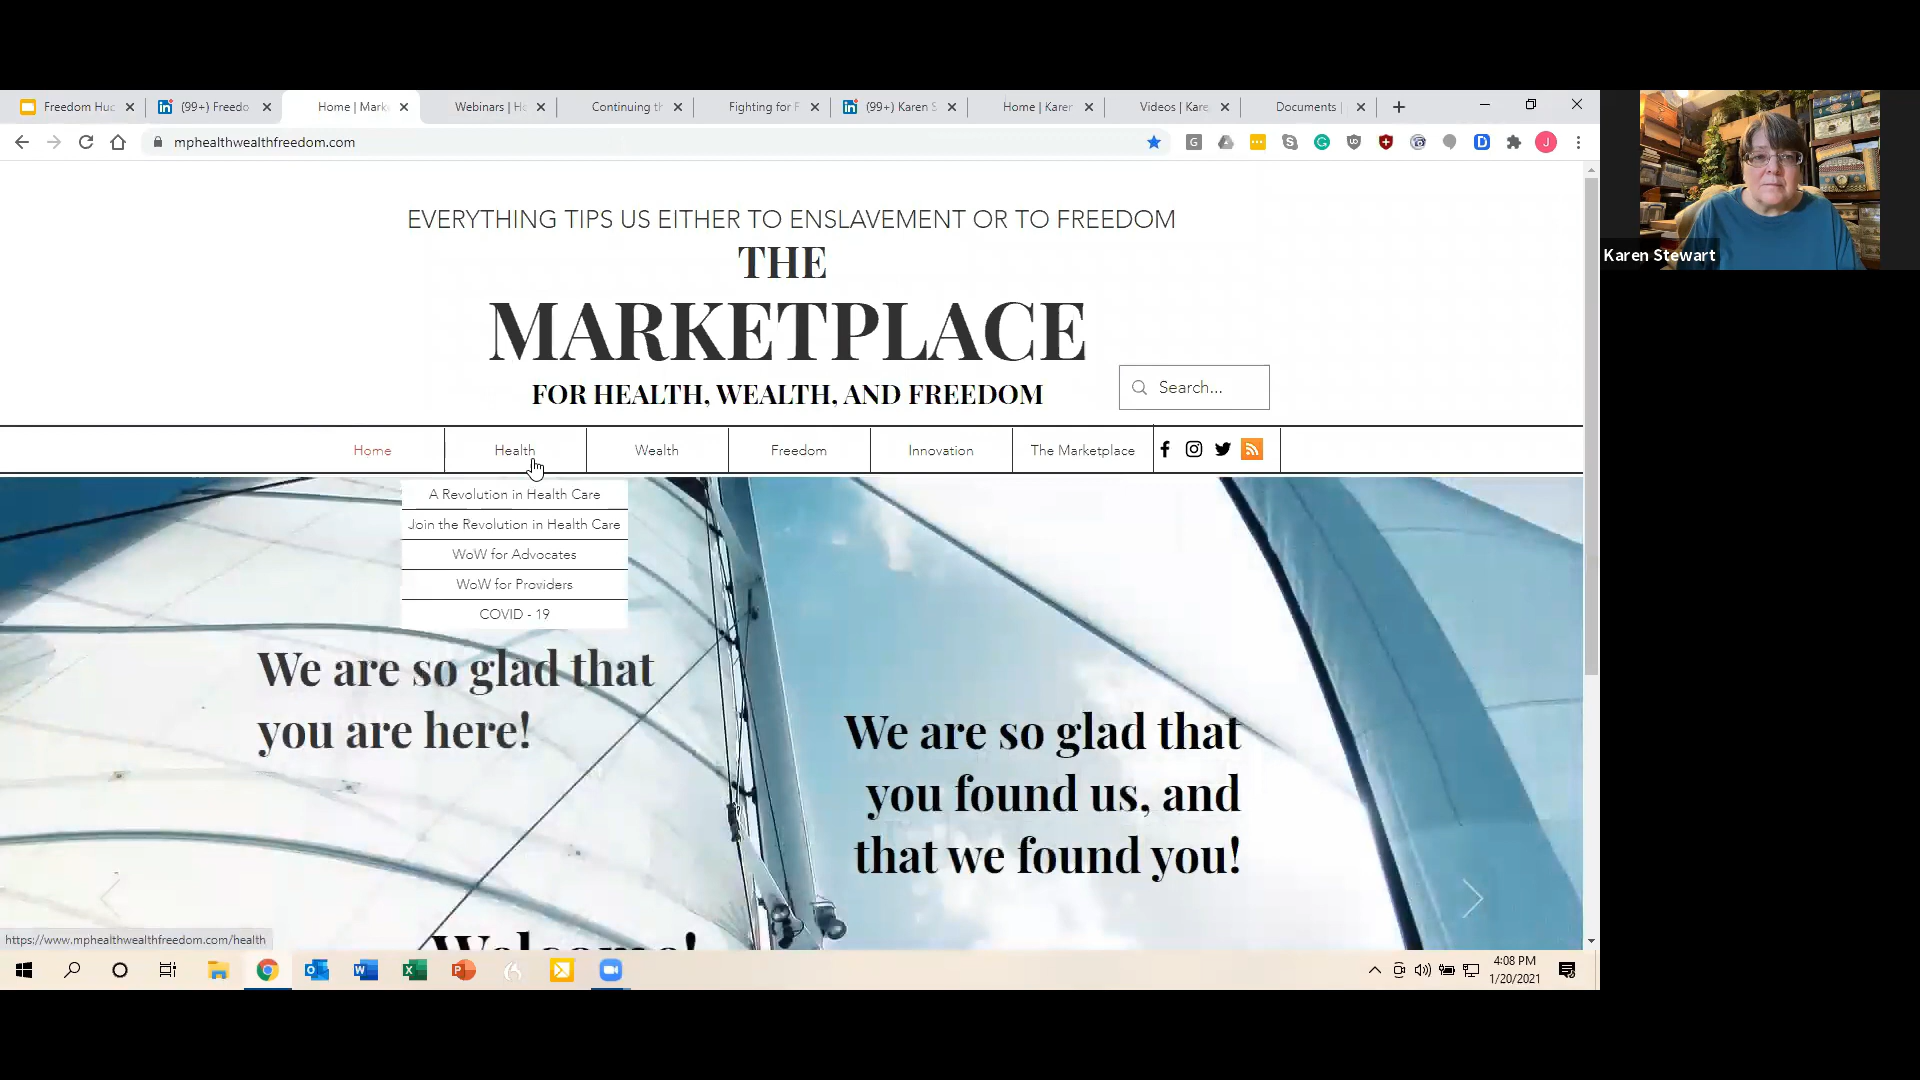 Freedom Huc
(99+) Freedo
Home | Mark
Webinars | Ho
Continuing th
Fighting for F
(99+) Karen S
Home | Karen
Videos | Kare
Documents |
mphealthwealthfreedom.com
EVERYTHING TIPS US EITHER TO ENSLAVEMENT OR TO FREEDOM
THE
MARKETPLACE
FOR HEALTH, WEALTH, AND FREEDOM
Search...
Home
Health
Wealth
Freedom
Innovation
The Marketplace
A Revolution in Health Care
Join the Revolution in Health Care
WoW for Advocates
WoW for Providers
COVID - 19
We are so glad that
you are here!
We are so glad that
you found us, and
that we found you!
Welcome!
https://www.mphealthwealthfreedom.com/health
4:08 PM
1/20/2021
Karen Stewart